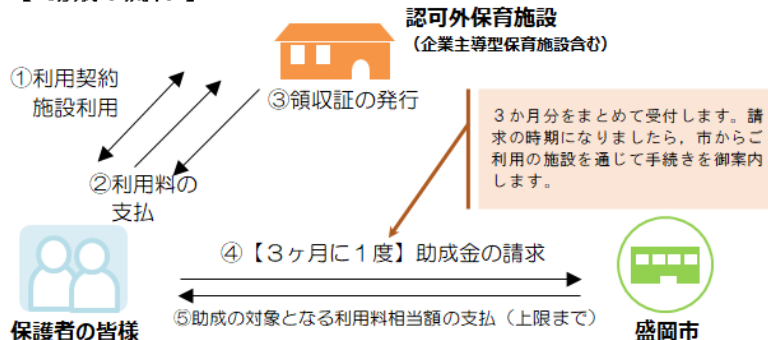 認可外保育施設
（企業主導型保育施設含む）
①利用契約
施設利用
③領収証の発行
３か月分をまとめて受付します。請
求の時期になりましたら，市からご
利用の施設を通じて手続きを御案内
します。
②利用料の
支払
④【３ヶ月に１度】助成金の請求
⑤助成の対象となる利用料相当額の支払（上限まで）
保護者の皆様
盛岡市